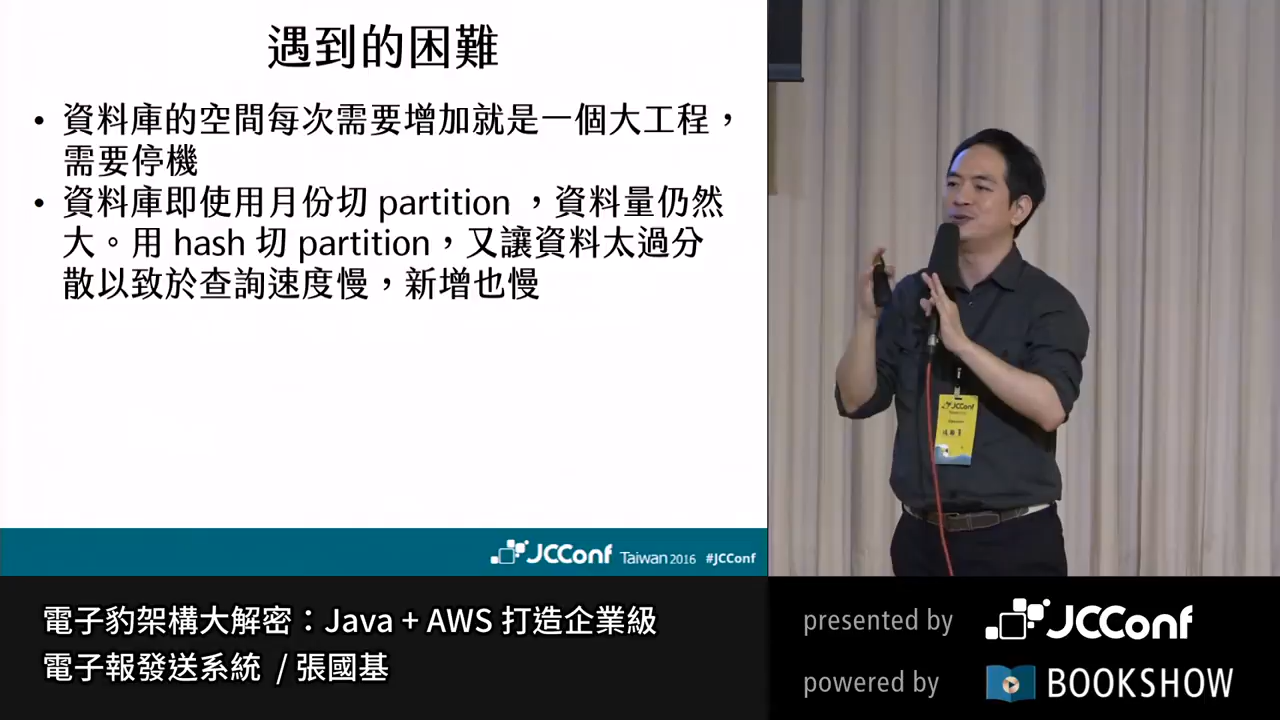 遇到的困難
• 資料庫的空間每次需要增加就是一個大工程，
需要停機
• 資料庫即使用月份切 partition ，資料量仍然
大。用 hash 切 partition，又讓資料太過分
散以致於查詢速度慢，新增也慢
JCConf Taiwan 2016 #JCConf
JCConf
電子豹架構大解密：Java + AWS 打造企業級
電子報發送系統 / 張國基
presented by JCConf
powered by BOOKSHOW